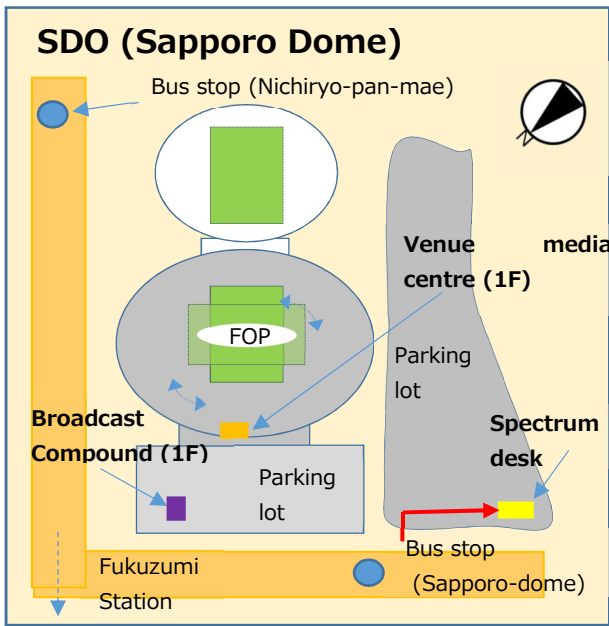 SDO (Sapporo Dome)
Bus stop (Nichiryo-pan-mae)
N
Venue media
centre (1F)
FOP
Parking
lot
Broadcast
Compound (1F)
Spectrum
desk
Parking
lot
Bus stop
(Sapporo-dome)
Fukuzumi
Station